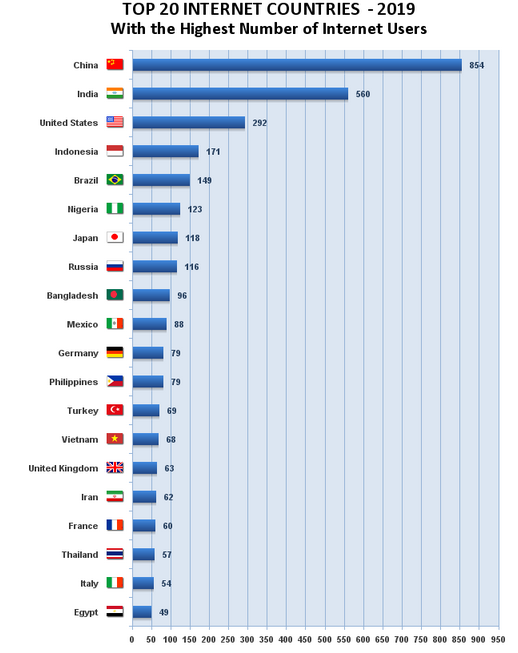 TOP 20 INTERNET COUNTRIES - 2019
With the Highest Number of Internet Users
China 854
India 560
United States 292
Indonesia 171
Brazil 149
Nigeria 123
Japan 118
Russia 116
Bangladesh 96
Mexico 88
Germany 79
Philippines 79
Turkey 69
Vietnam 68
United Kingdom 63
Iran 62
France 60
Thailand 57
Italy 54
Egypt 49
0 50 100 150 200 250 300 350 400 450 500 550 600 650 700 750 800 850 900 950